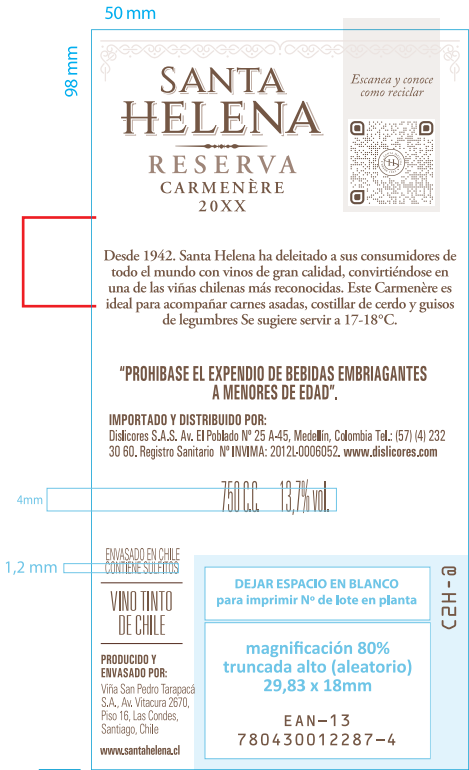 50 mm
98 mm
SANTA
HELENA
RESERVA
CARMENÈRE
20XX
Escanea y conoce
como reciclar
Desde 1942. Santa Helena ha deleitado a sus consumidores de
todo el mundo con vinos de gran calidad, convirtiéndose en
una de las viñas chilenas más reconocidas. Este Carmenère es
ideal para acompañar carnes asadas, costillar de cerdo y guisos
de legumbres Se sugiere servir a 17-18°C.
“PROHIBASE EL EXPENDIO DE BEBIDAS EMBRIAGANTES
A MENORES DE EDAD”.
IMPORTADO Y DISTRIBUIDO POR:
Dislicores S.A.S. Av. El Poblado N° 25 A-45, Medellín, Colombia Tel.: (57) (4) 232
30 60. Registro Sanitario N° INVIMA: 2012L-0006052. www.dislicores.com
4mm
750 C.C. 13,7% vol.
1,2 mm
ENVASADO EN CHILE
CONTIENE SULFITOS
VINO TINTO
DE CHILE
PRODUCIDO Y
ENVASADO POR:
Viña San Pedro Tarapacá
S.A., Av. Vitacura 2670,
Piso 16, Las Condes,
Santiago, Chile
www.santahelena.cl
DEJAR ESPACIO EN BLANCO
para imprimir Nº de lote en planta
magnificación 80%
truncada alto (aleatorio)
29,83 x 18mm
EAN-13
780430012287-4